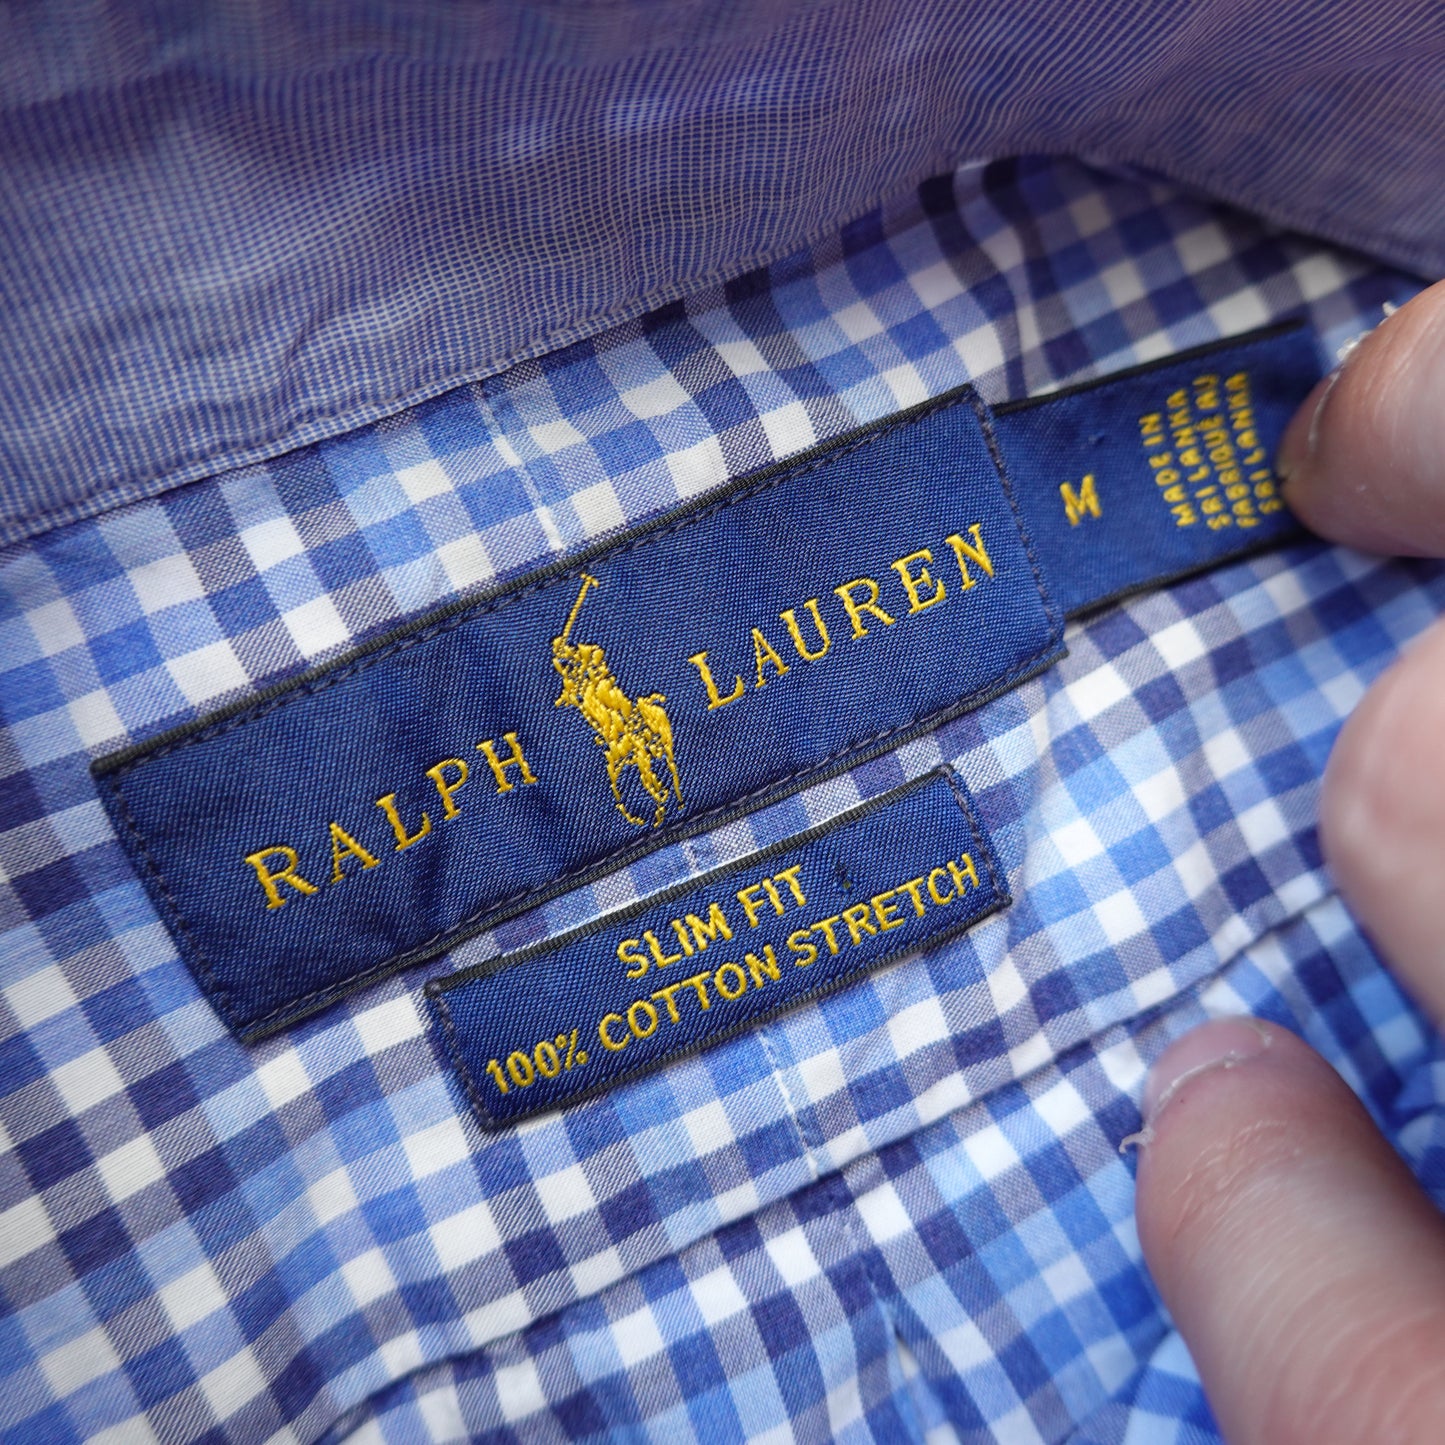 RALPH LAUREN
SLIM FIT
100% COTTON STRETCH
M
MADE IN
SRI LANKA
FABRIQUÉ AU
SRI LANKA